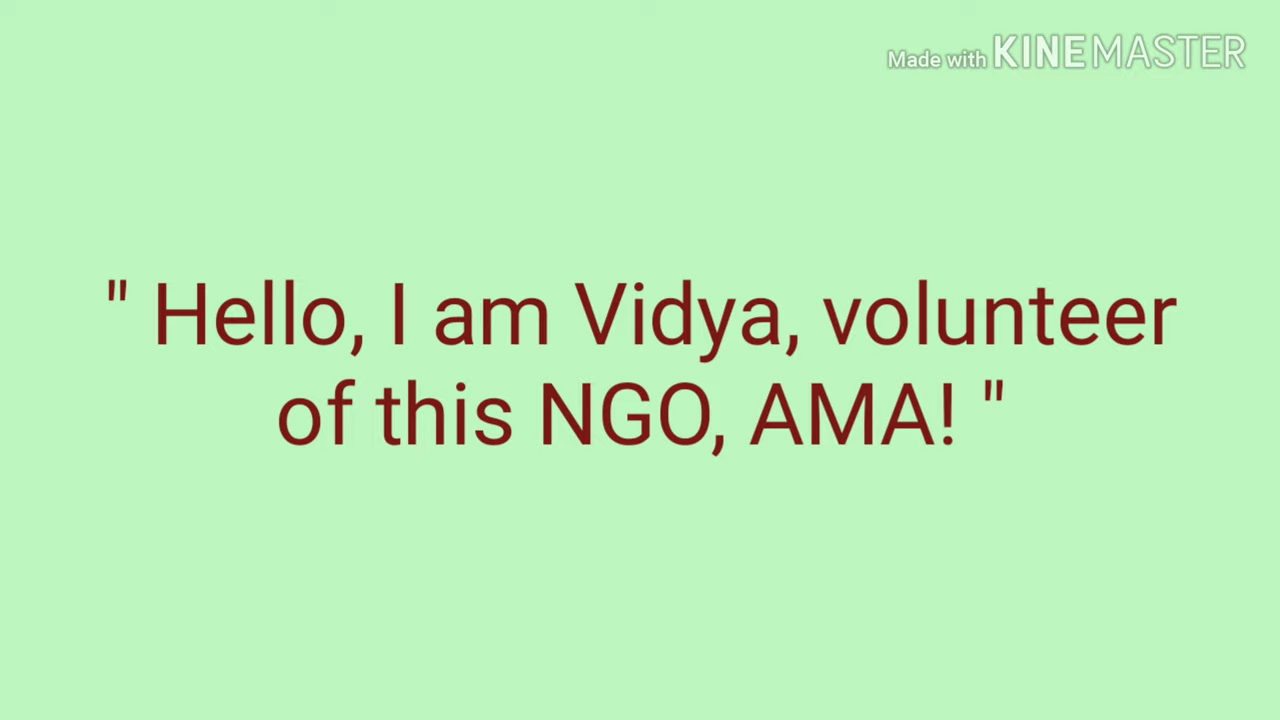 Made with KINEMASTER
" Hello, I am Vidya, volunteer
of this NGO, AMA! "